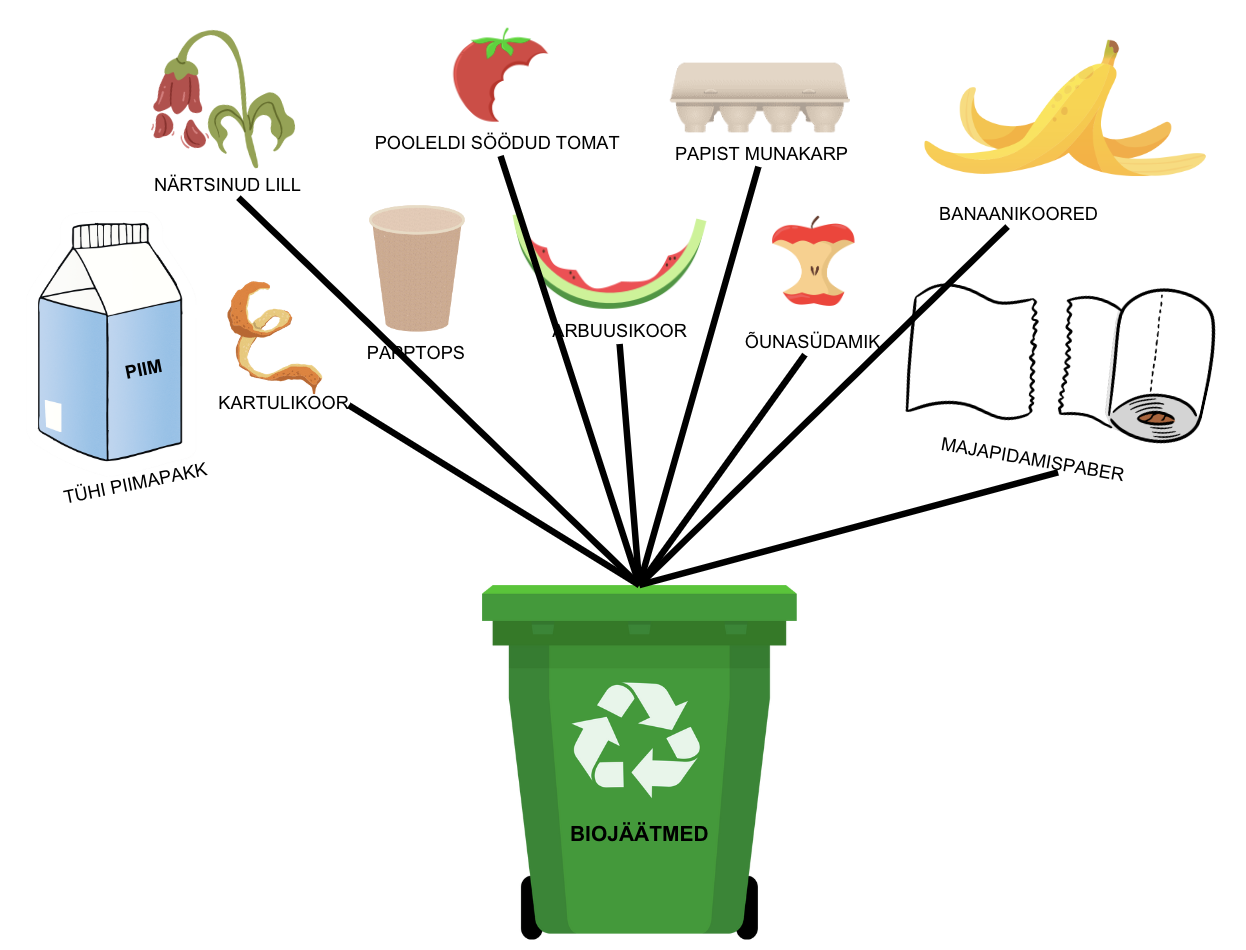 POOLELDI SÖÖDUD TOMAT
PAPIST MUNAKARP
NÄRTSINUD LILL
BANAANIKOORED
ARBUUSIKOOR
ÕUNASÜDAMIK
PAPPTOPS
PIIM
KARTULIKOOR
MAJAPIDAMISPABER
TÜHI PIIMAPAKK
BIOJÄÄTMED